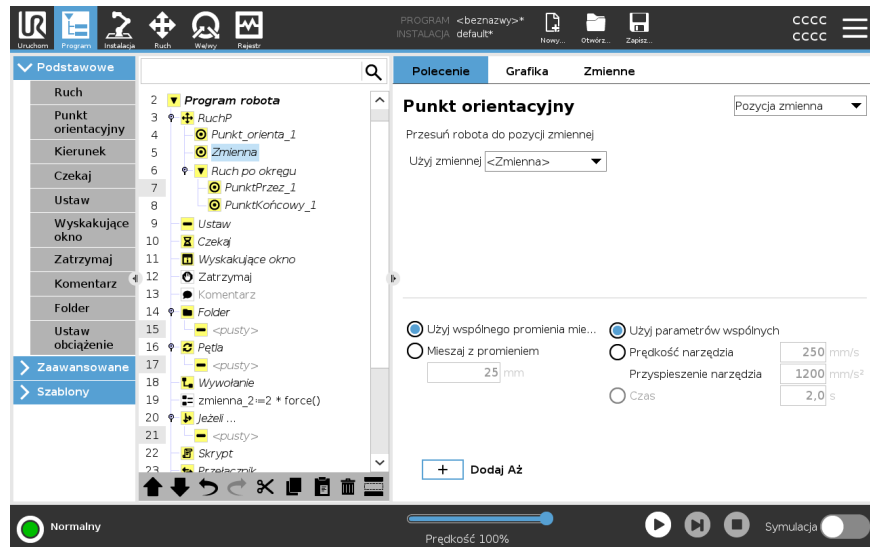 UR
PROGRAM <beznazwy>*
INSTALACJA default*
CCCC
CCCC
Uruchom
Program
Instalacja
Ruch
We/wy
Rejestr
Nowy...
Otwórz...
Zapisz...
Podstawowe
Ruch
Punkt
orientacyjny
Kierunek
Czekaj
Ustaw
Wyskakujące
okno
Zatrzymaj
Komentarz
Folder
Ustaw
obciążenie
Zaawansowane
Szablony
2 Program robota
3 RuchP
4 Punkt_orienta_1
5 Zmienna
6 Ruch po okręgu
7 PunktPrzez_1
8 PunktKońcowy_1
9 Ustaw
10 Czekaj
11 Wyskakujące okno
12 Zatrzymaj
13 Komentarz
14 Folder
15 <pusty>
16 Pętla
17 <pusty>
18 Wywołanie
19 zmienna_2≔2 * force()
20 Jeżeli ...
21 <pusty>
22 Skrypt
23 Przełącznik
Polecenie
Grafika
Zmienne
Punkt orientacyjny
Pozycja zmienna
Przesuń robota do pozycji zmiennej
Użyj zmiennej <Zmienna>
Użyj wspólnego promienia mie...
Mieszaj z promieniem
25 mm
Użyj parametrów wspólnych
Prędkość narzędzia 250 mm/s
Przyspieszenie narzędzia 1200 mm/s²
Czas 2,0 s
+ Dodaj Aż
Normalny
Prędkość 100%
Symulacja